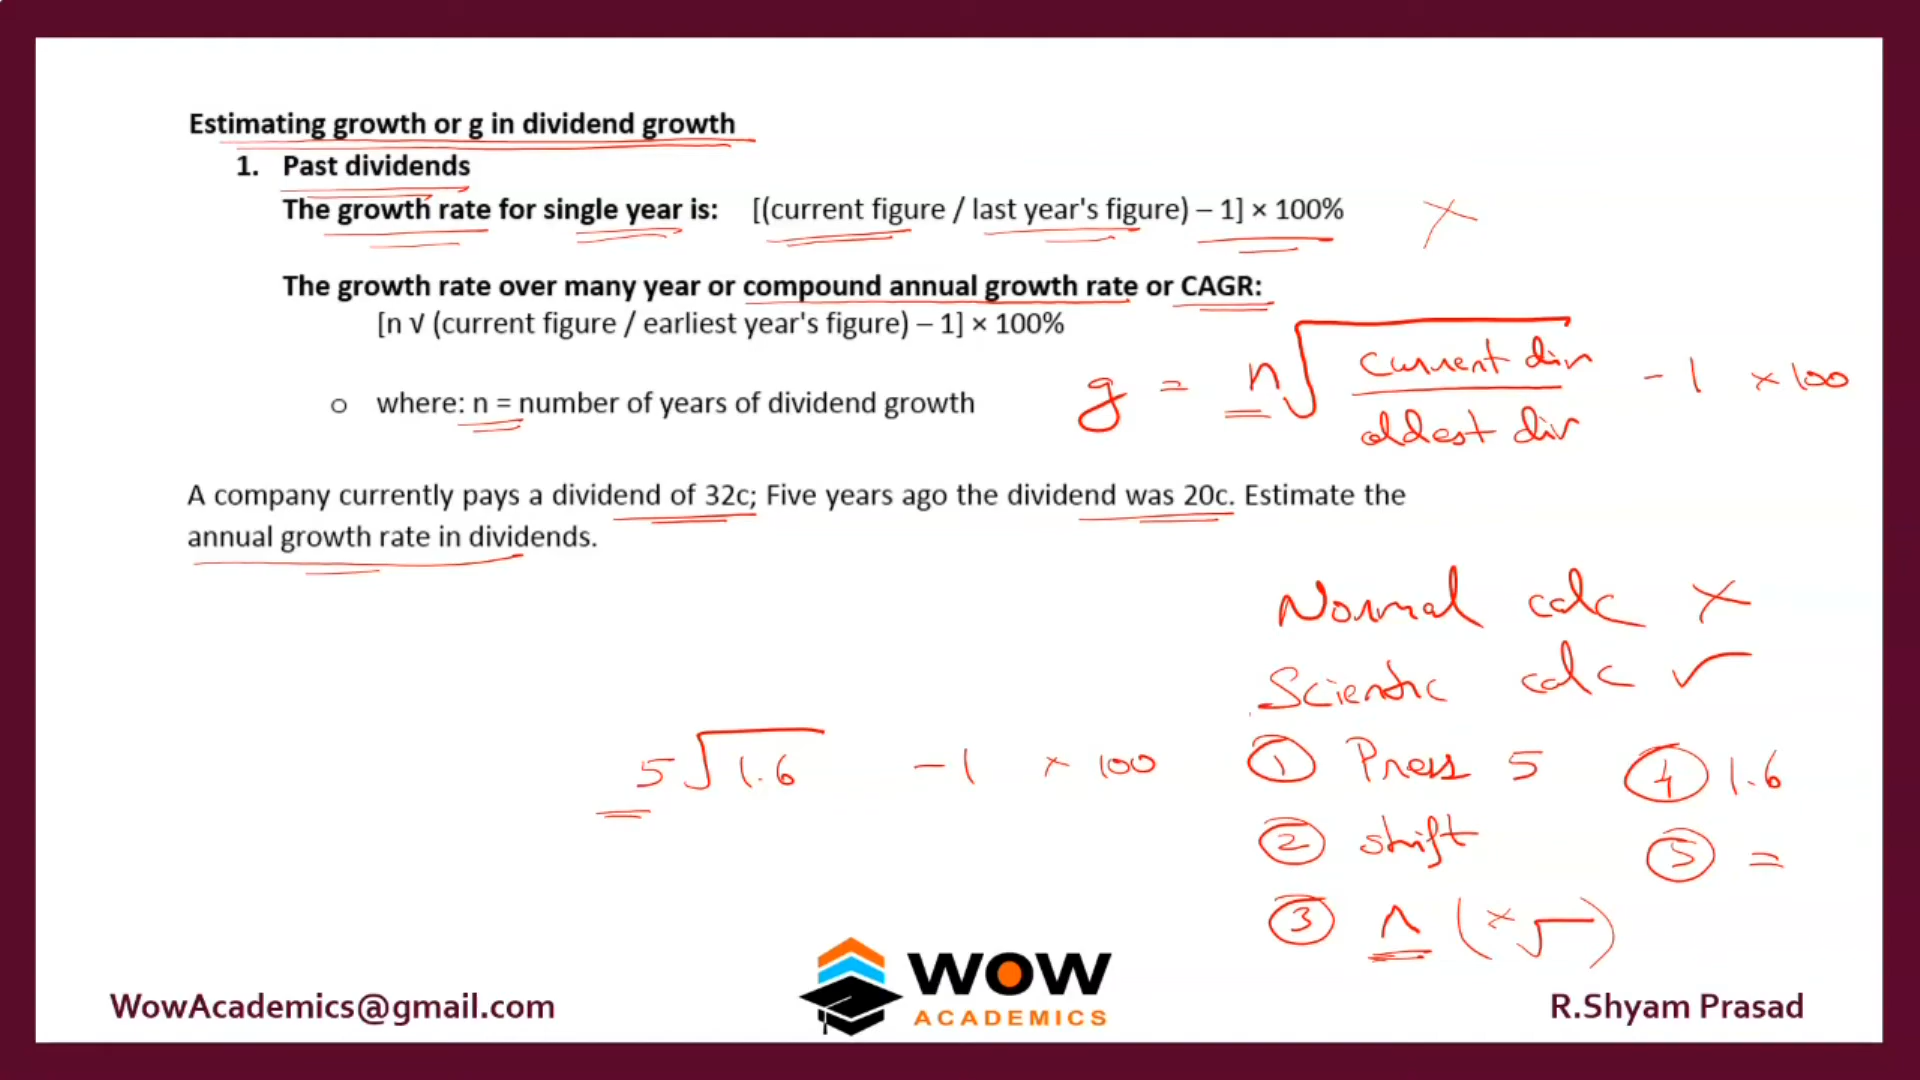 Estimating growth or g in dividend growth
1. Past dividends
The growth rate for single year is: [(current figure / last year's figure) – 1] × 100% ×
The growth rate over many year or compound annual growth rate or CAGR:
[n √ (current figure / earliest year's figure) – 1] × 100%
g = n√ current div / oldest div - 1 × 100
o where: n = number of years of dividend growth
A company currently pays a dividend of 32c; Five years ago the dividend was 20c. Estimate the
annual growth rate in dividends.
Normal calc ×
Scientic calc ✓
5√1.6 - 1 × 100
① Press 5
② shift
③ ^ (ˣ√)
④ 1.6
⑤ =
WowAcademics@gmail.com
WOW
ACADEMICS
R.Shyam Prasad